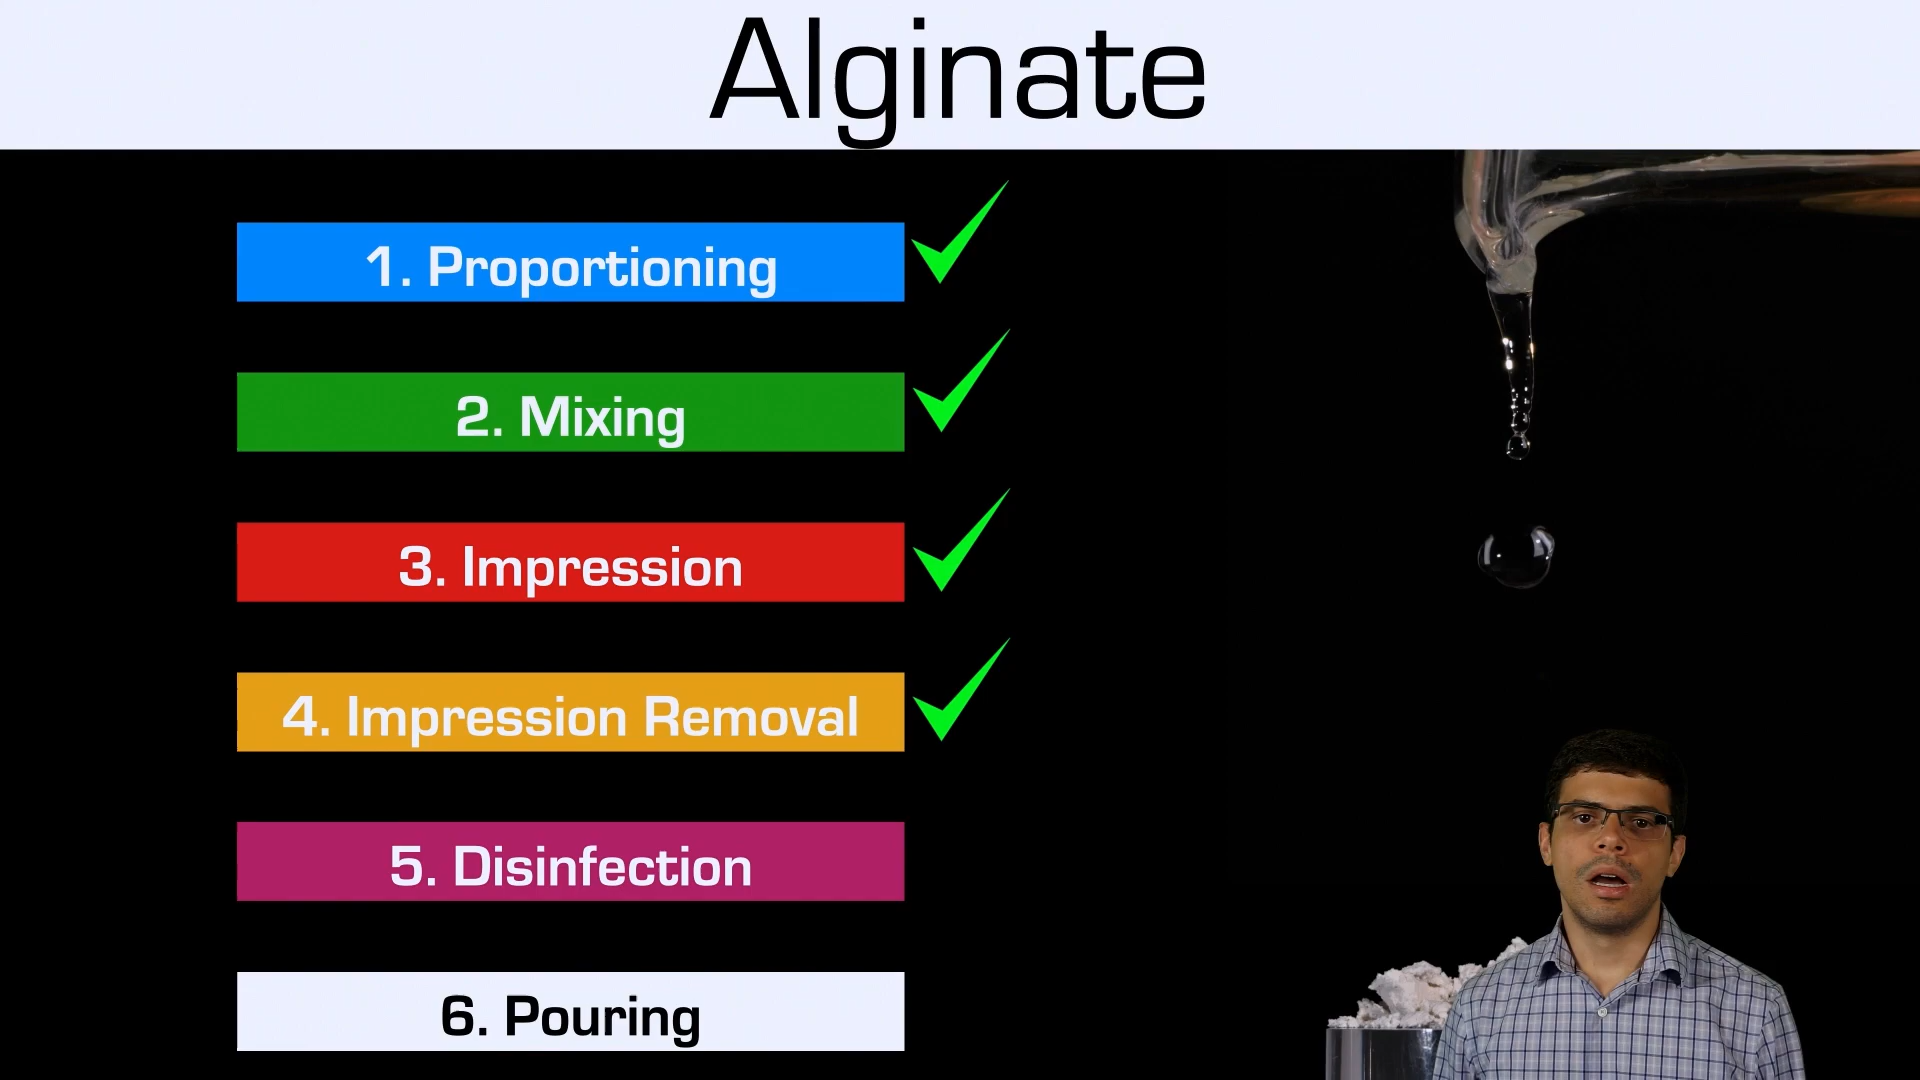 Alginate
1. Proportioning
2. Mixing
3. Impression
4. Impression Removal
5. Disinfection
6. Pouring